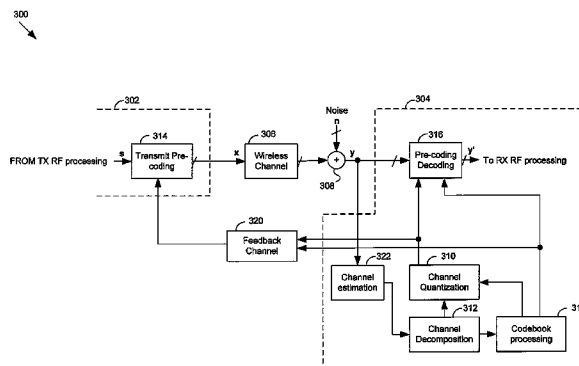 300
302
304
314
Transmit Pre-
coding
FROM TX RF processing
s
x
306
Wireless
Channel
Noise
n
+
308
y
316
Pre-coding
Decoding
y'
To RX RF processing
320
Feedback
Channel
322
Channel
estimation
310
Channel
Quantization
312
Channel
Decomposition
Codebook
processing